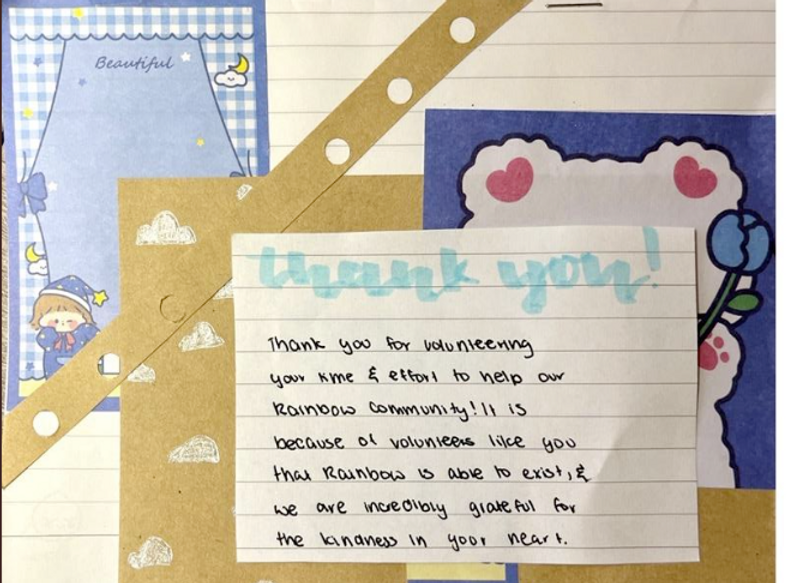 Beautiful
thank you!
Thank you for volunteering
your time & effort to help our
Rainbow community! It is
because of volunteers like you
that Rainbow is able to exist, &
we are incredibly grateful for
the kindness in your heart.